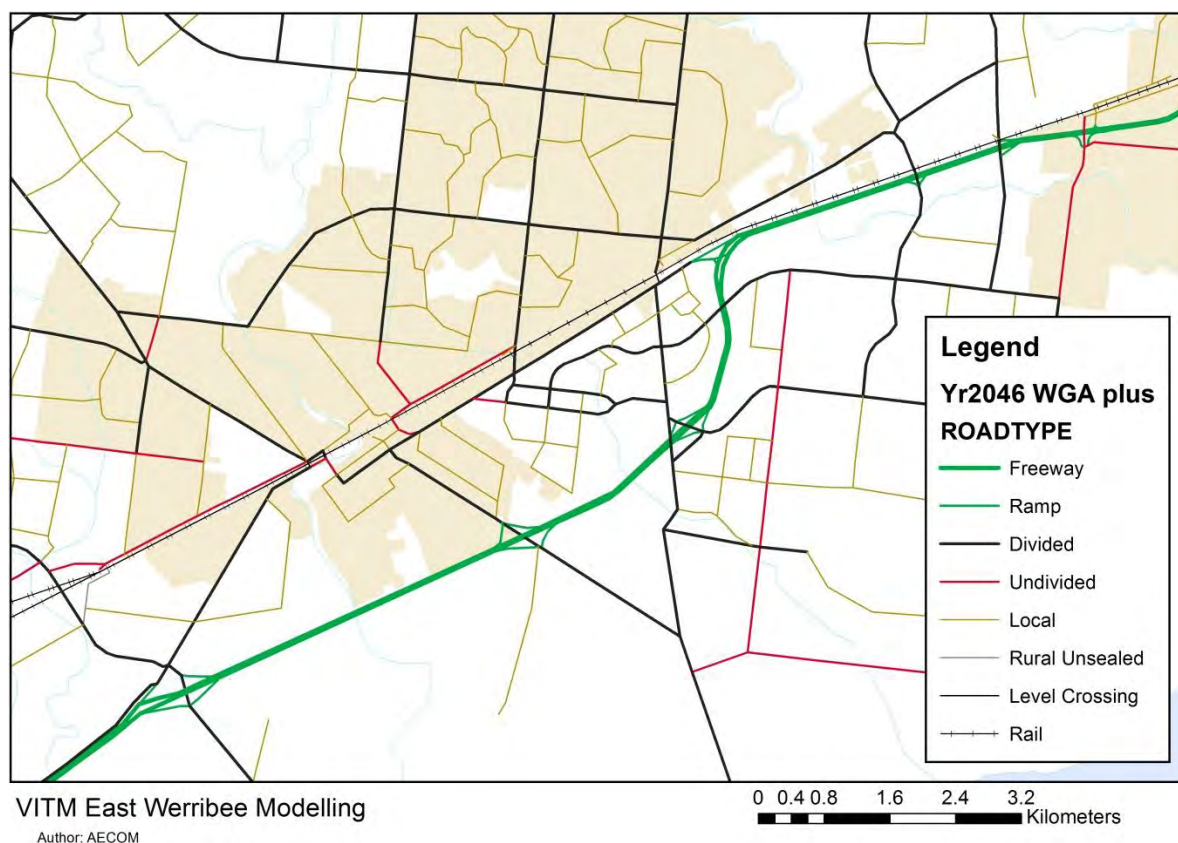 Legend
Yr2046 WGA plus
ROADTYPE
Freeway
Ramp
Divided
Undivided
Local
Rural Unsealed
Level Crossing
Rail
VITM East Werribee Modelling
Author: AECOM
0 0.4 0.8 1.6 2.4 3.2
Kilometers